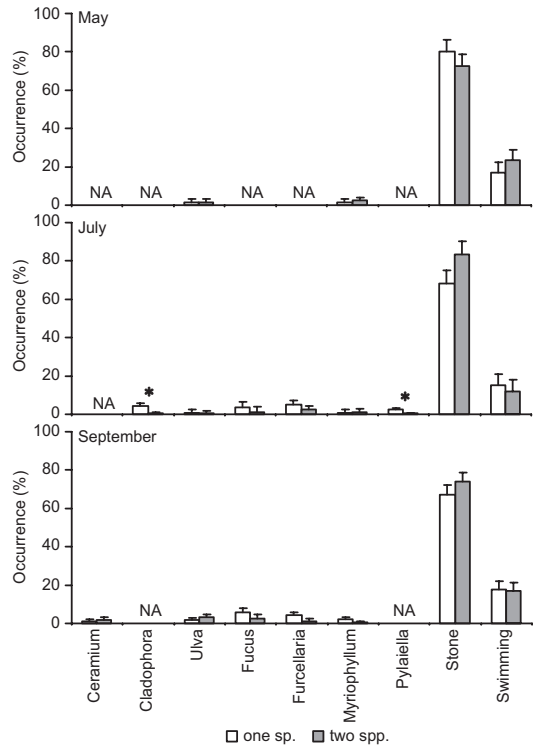 May
Occurrence (%)
100
80
60
40
20
0
NA NA NA NA NA
July
Occurrence (%)
100
80
60
40
20
0
NA * *
September
Occurrence (%)
100
80
60
40
20
0
NA NA
Ceramium
Cladophora
Ulva
Fucus
Furcellaria
Myriophyllum
Pylaiella
Stone
Swimming
one sp. two spp.